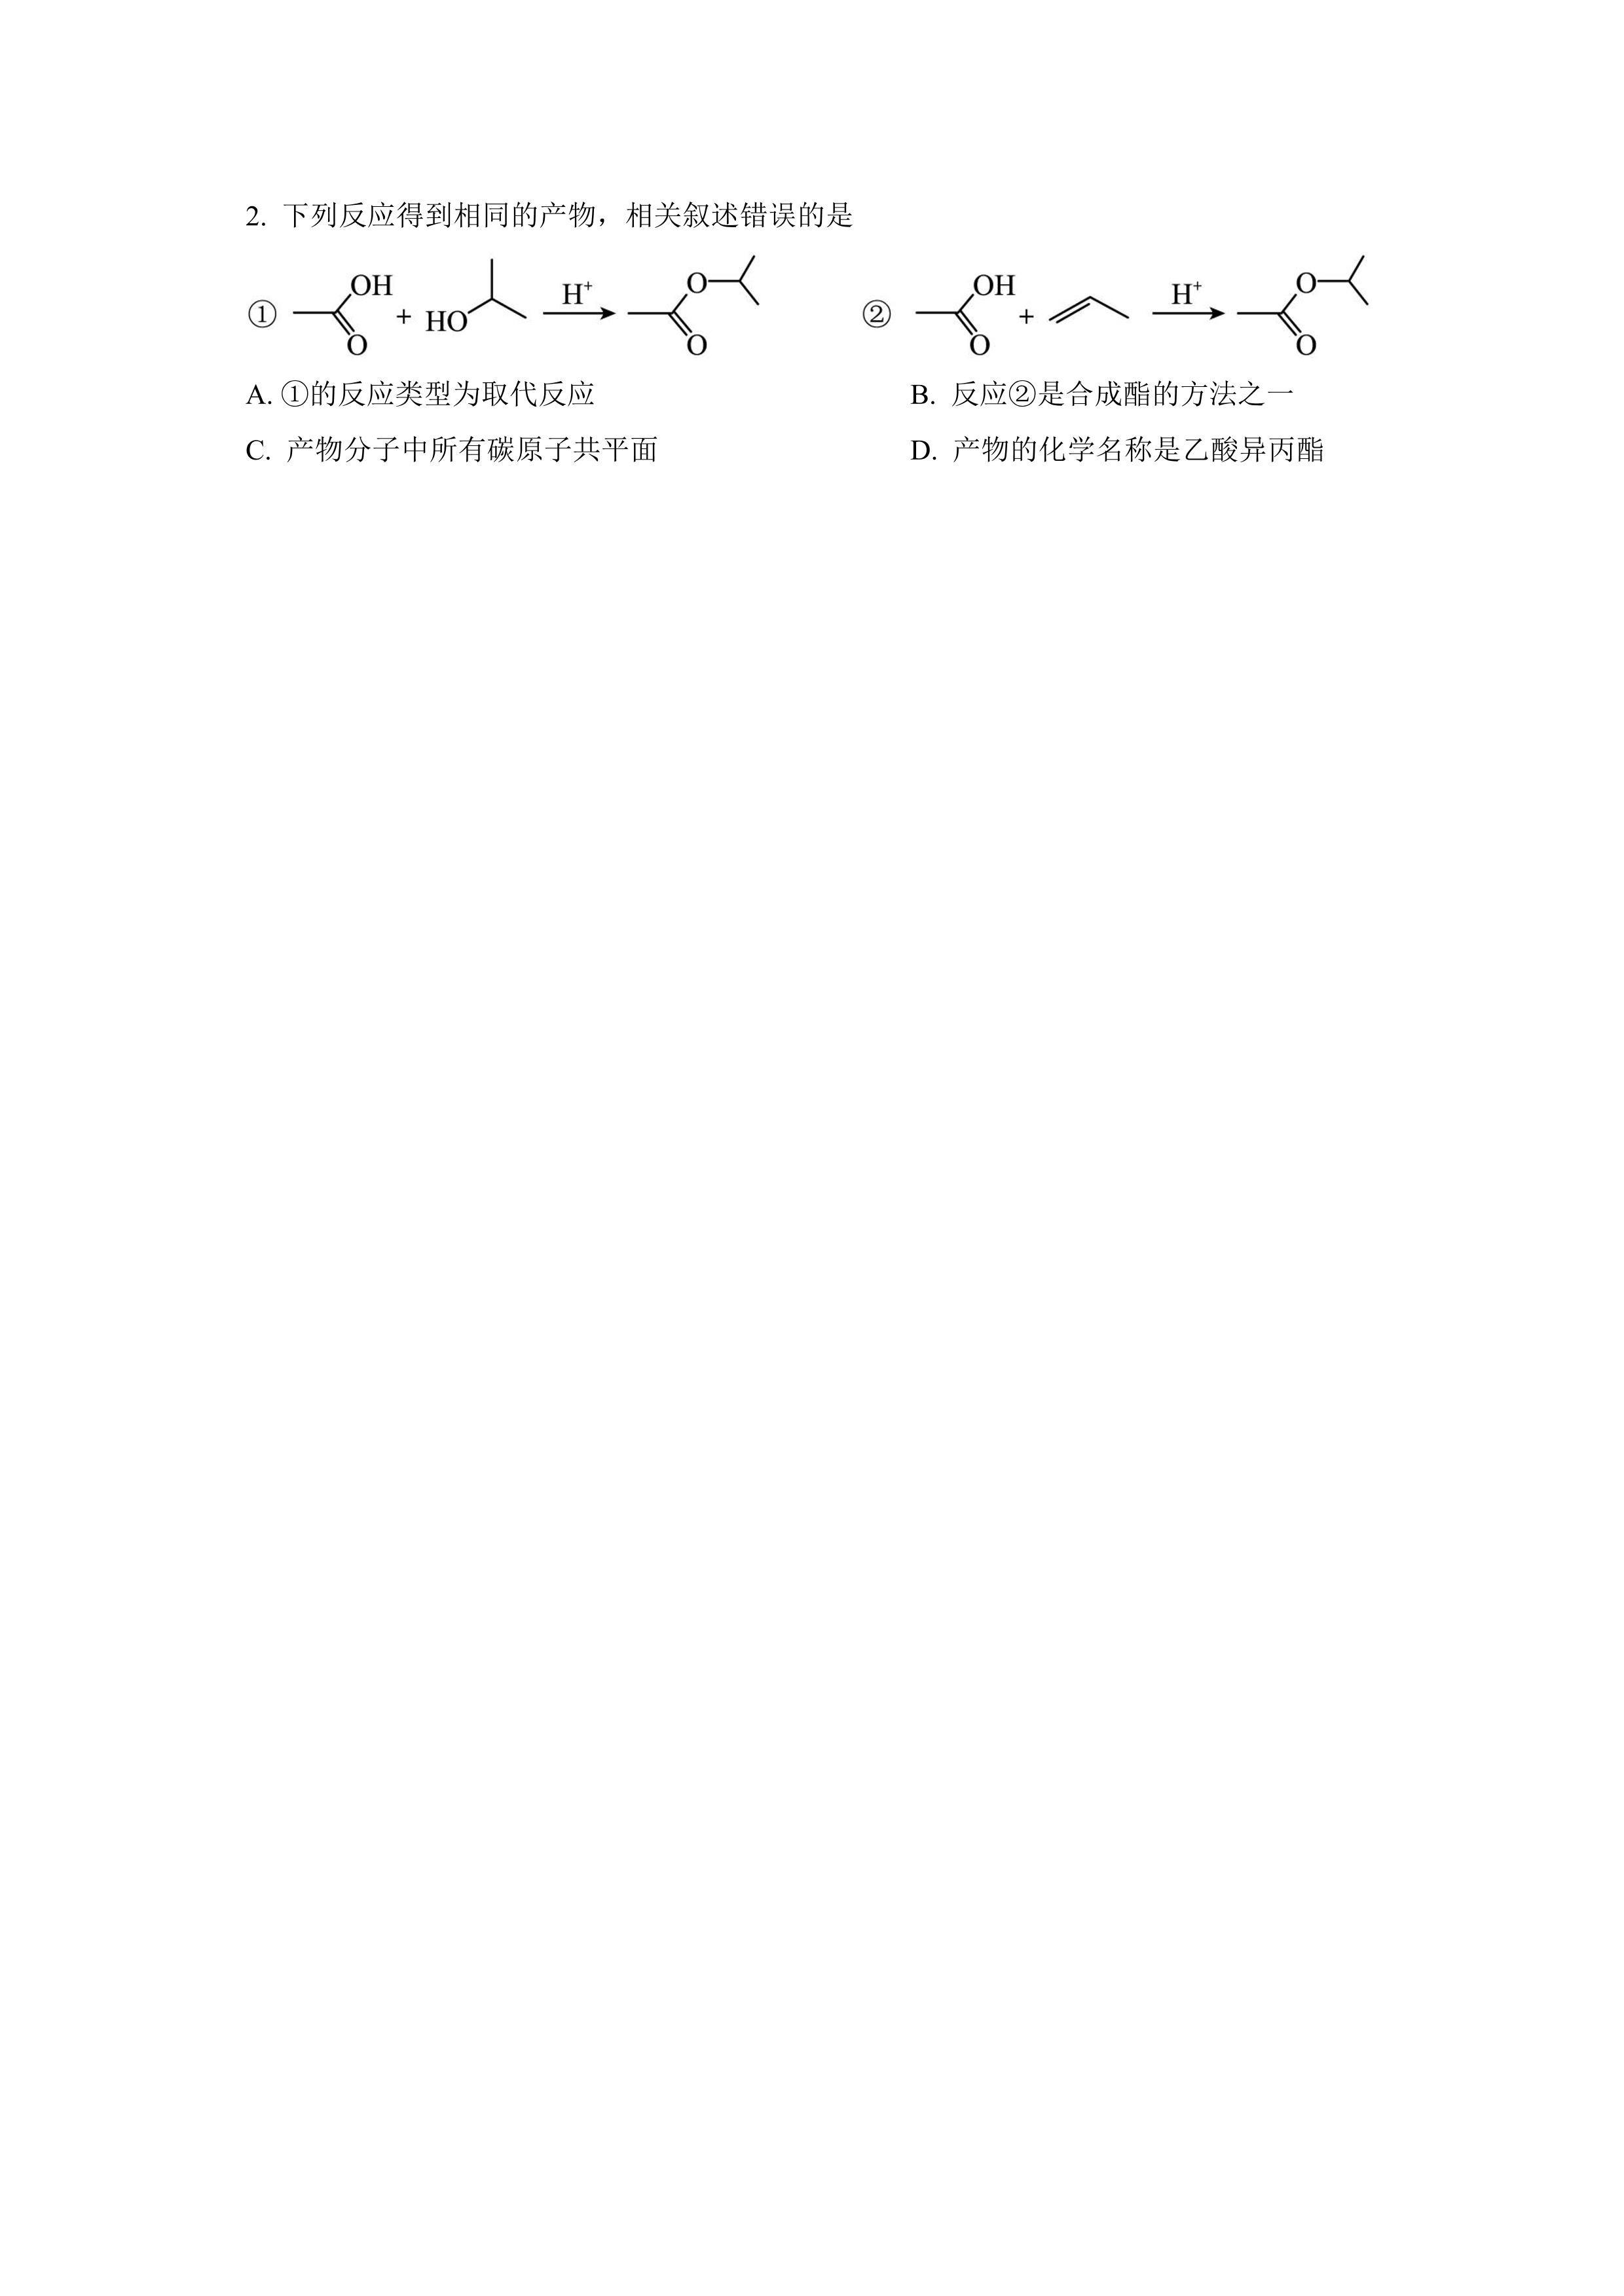 2. 下列反应得到相同的产物，相关叙述错误的是
① OH O + HO H⁺ O O ② OH O + H⁺ O O
A. ①的反应类型为取代反应 B. 反应②是合成酯的方法之一
C. 产物分子中所有碳原子共平面 D. 产物的化学名称是乙酸异丙酯